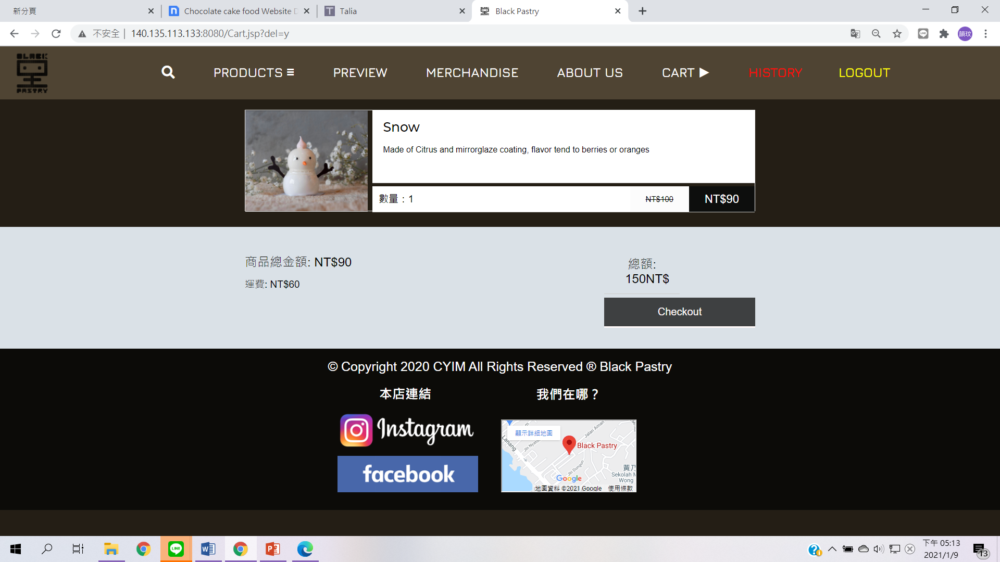 新分頁
Chocolate cake food Website D
Talia
Black Pastry
不安全
140.135.113.133:8080/Cart.jsp?del=y
韻玟
BLACK
PASTRY
PRODUCTS
PREVIEW
MERCHANDISE
ABOUT US
CART
HISTORY
LOGOUT
Snow
Made of Citrus and mirrorglaze coating, flavor tend to berries or oranges
數量：1
NT$100
NT$90
商品總金額: NT$90
運費: NT$60
總額:
150NT$
Checkout
© Copyright 2020 CYIM All Rights Reserved ® Black Pastry
本店連結
我們在哪？
Instagram
facebook
顯示詳細地圖
Jalan Aman
Lanang
Jln Nyato
Black Pastry
Jln Dungun
黃乃
Sekolah M
Wong
Google
地圖資料 ©2021 Google
使用條款
LINE
下午 05:13
2021/1/9
13